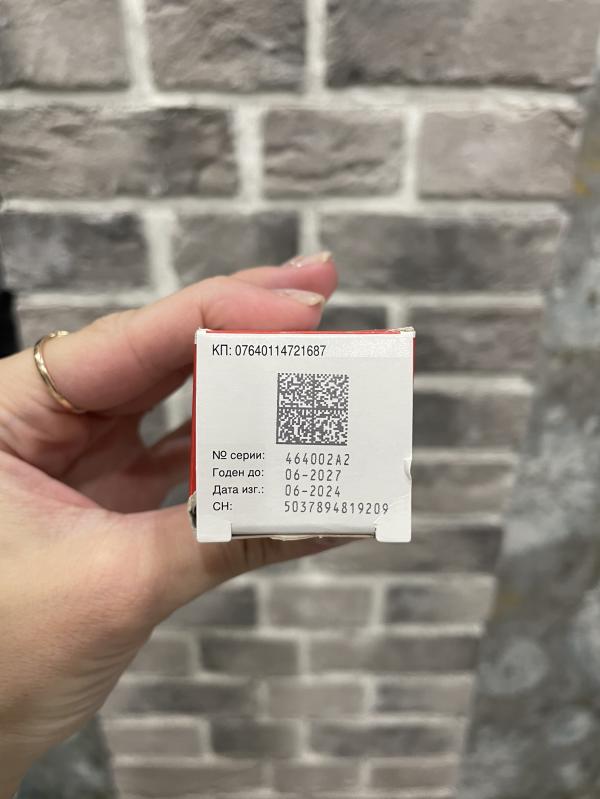 КП: 07640114721687
№ серии: 464002A2
Годен до: 06-2027
Дата изг.: 06-2024
СН: 5037894819209